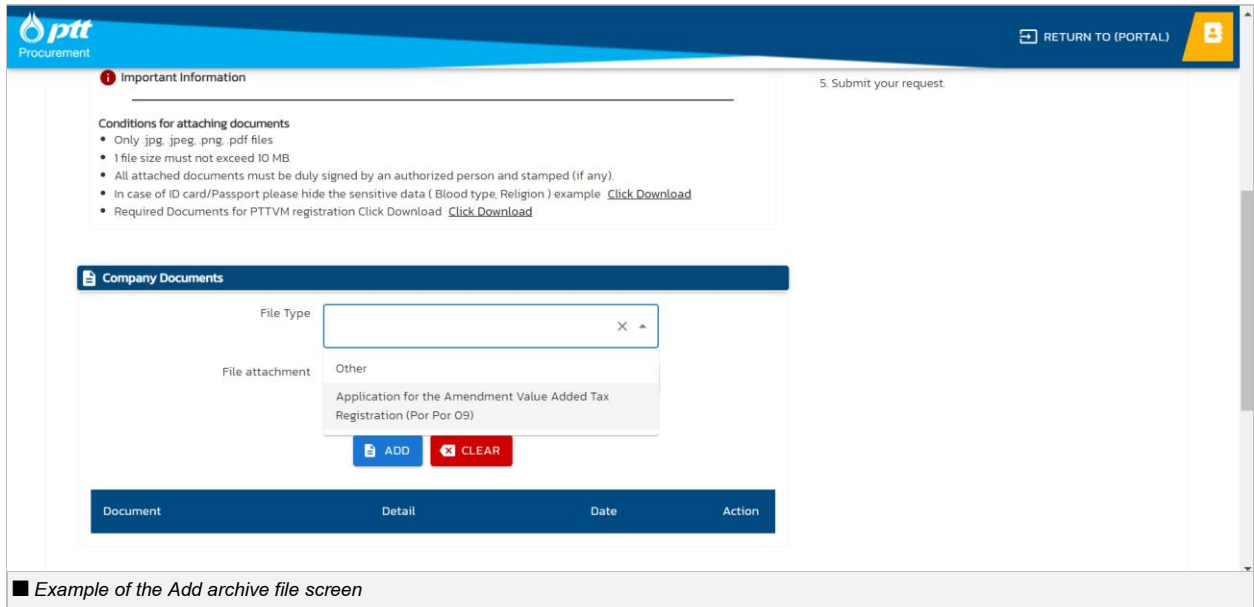 ptt
Procurement
RETURN TO (PORTAL)
Important Information
5. Submit your request.
Conditions for attaching documents
• Only .jpg, .jpeg, .png, .pdf files
• 1 file size must not exceed 10 MB.
• All attached documents must be duly signed by an authorized person and stamped (if any).
• In case of ID card/Passport please hide the sensitive data ( Blood type, Religion ) example Click Download
• Required Documents for PTTVM registration Click Download Click Download
Company Documents
File Type
File attachment
Other
Application for the Amendment Value Added Tax
Registration (Por Por 09)
ADD
CLEAR
Document Detail Date Action
■ Example of the Add archive file screen